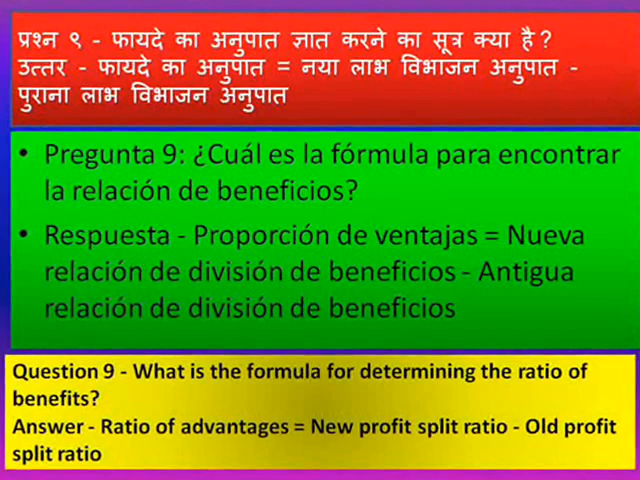 प्रश्न ९ - फायदे का अनुपात ज्ञात करने का सूत्र क्या है?
उत्तर - फायदे का अनुपात = नया लाभ विभाजन अनुपात -
पुराना लाभ विभाजन अनुपात
• Pregunta 9: ¿Cuál es la fórmula para encontrar
la relación de beneficios?
• Respuesta - Proporción de ventajas = Nueva
relación de división de beneficios - Antigua
relación de división de beneficios
Question 9 - What is the formula for determining the ratio of
benefits?
Answer - Ratio of advantages = New profit split ratio - Old profit
split ratio